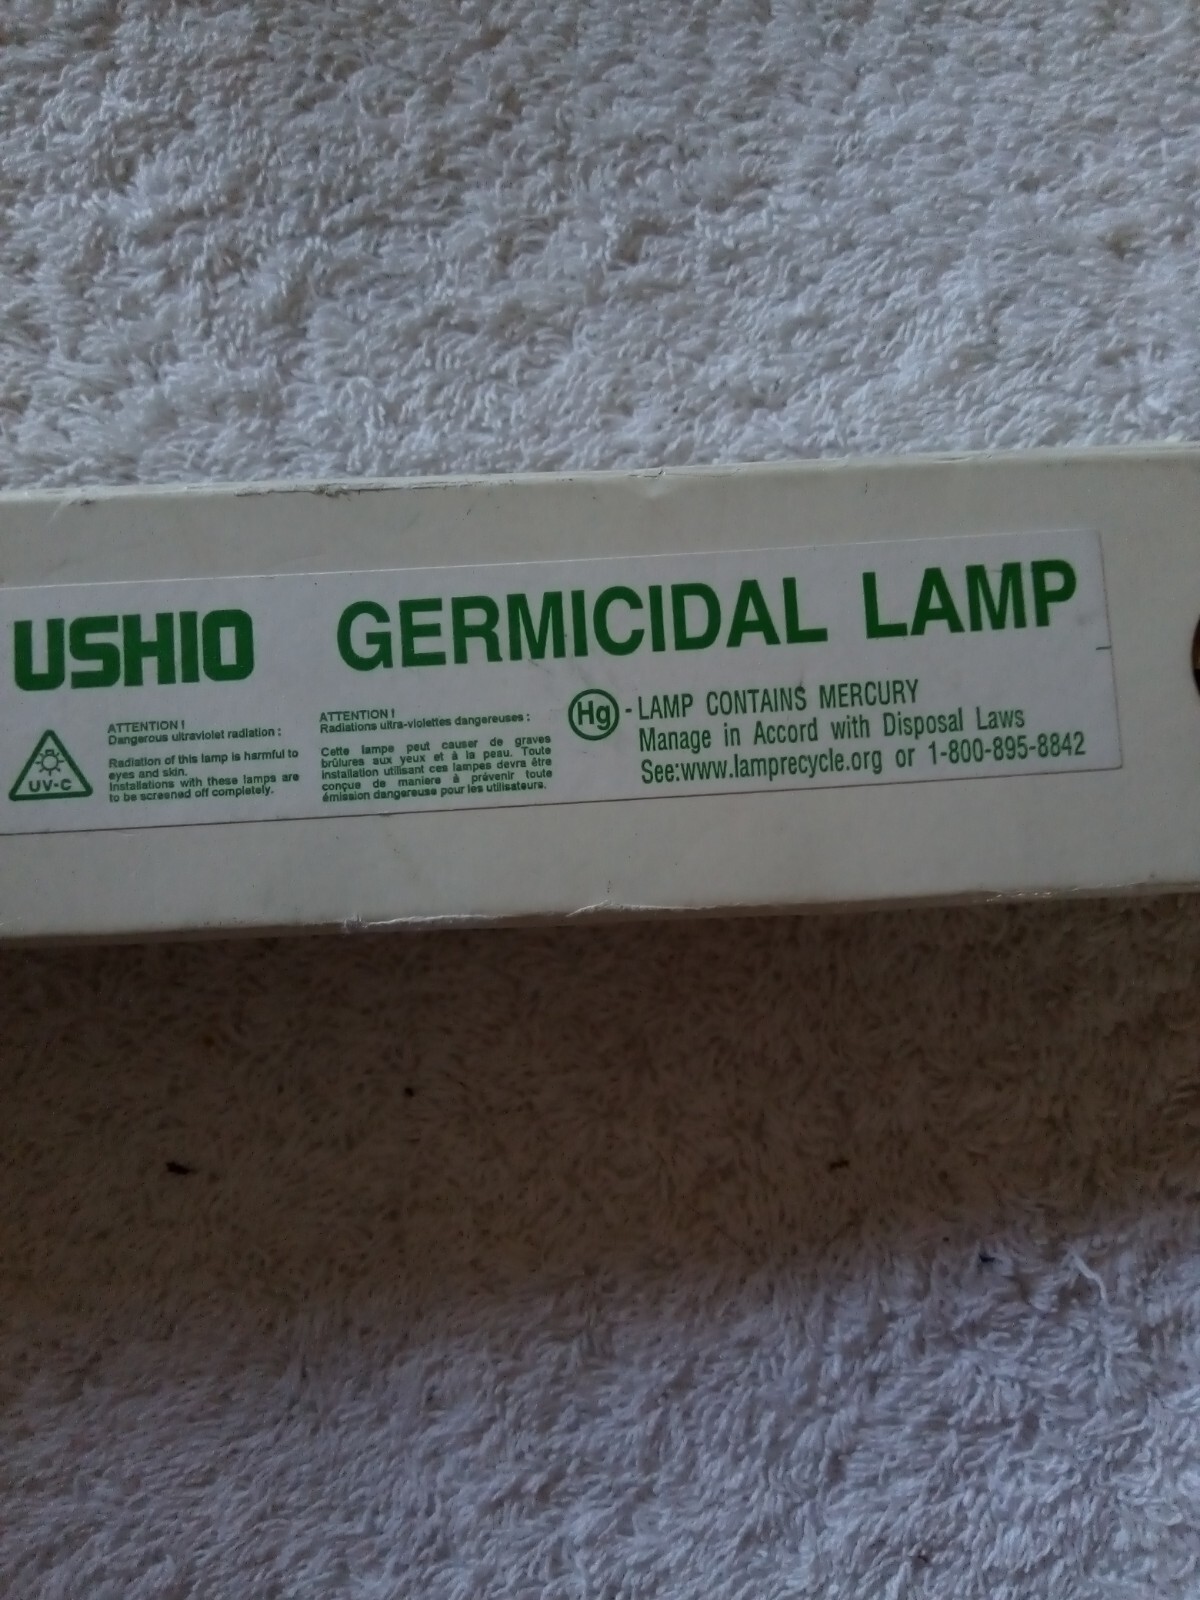 USHIO GERMICIDAL LAMP
UV-C
ATTENTION !
Dangerous ultraviolet radiation :
Radiation of this lamp is harmful to
eyes and skin.
Installations with these lamps are
to be screened off completely.
ATTENTION !
Radiations ultra-violettes dangereuses :
Cette lampe peut causer de graves
brûlures aux yeux et à la peau. Toute
installation utilisant ces lampes devra être
conçue de manière à prévenir toute
émission dangereuse pour les utilisateurs.
Hg - LAMP CONTAINS MERCURY
Manage in Accord with Disposal Laws
See:www.lamprecycle.org or 1-800-895-8842